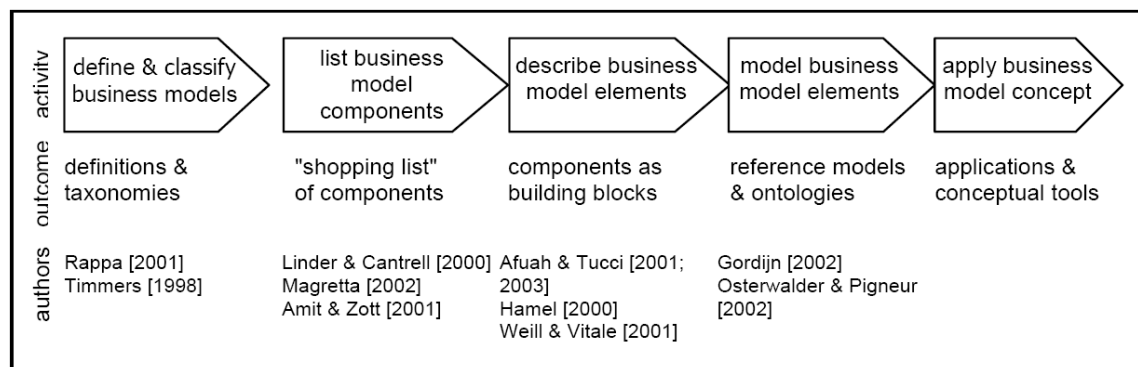 activity
define & classify
business models
list business
model
components
describe business
model elements
model business
model elements
apply business
model concept
outcome
definitions &
taxonomies
"shopping list"
of components
components as
building blocks
reference models
& ontologies
applications &
conceptual tools
authors
Rappa [2001]
Timmers [1998]
Linder & Cantrell [2000]
Magretta [2002]
Amit & Zott [2001]
Afuah & Tucci [2001;
2003]
Hamel [2000]
Weill & Vitale [2001]
Gordijn [2002]
Osterwalder & Pigneur
[2002]